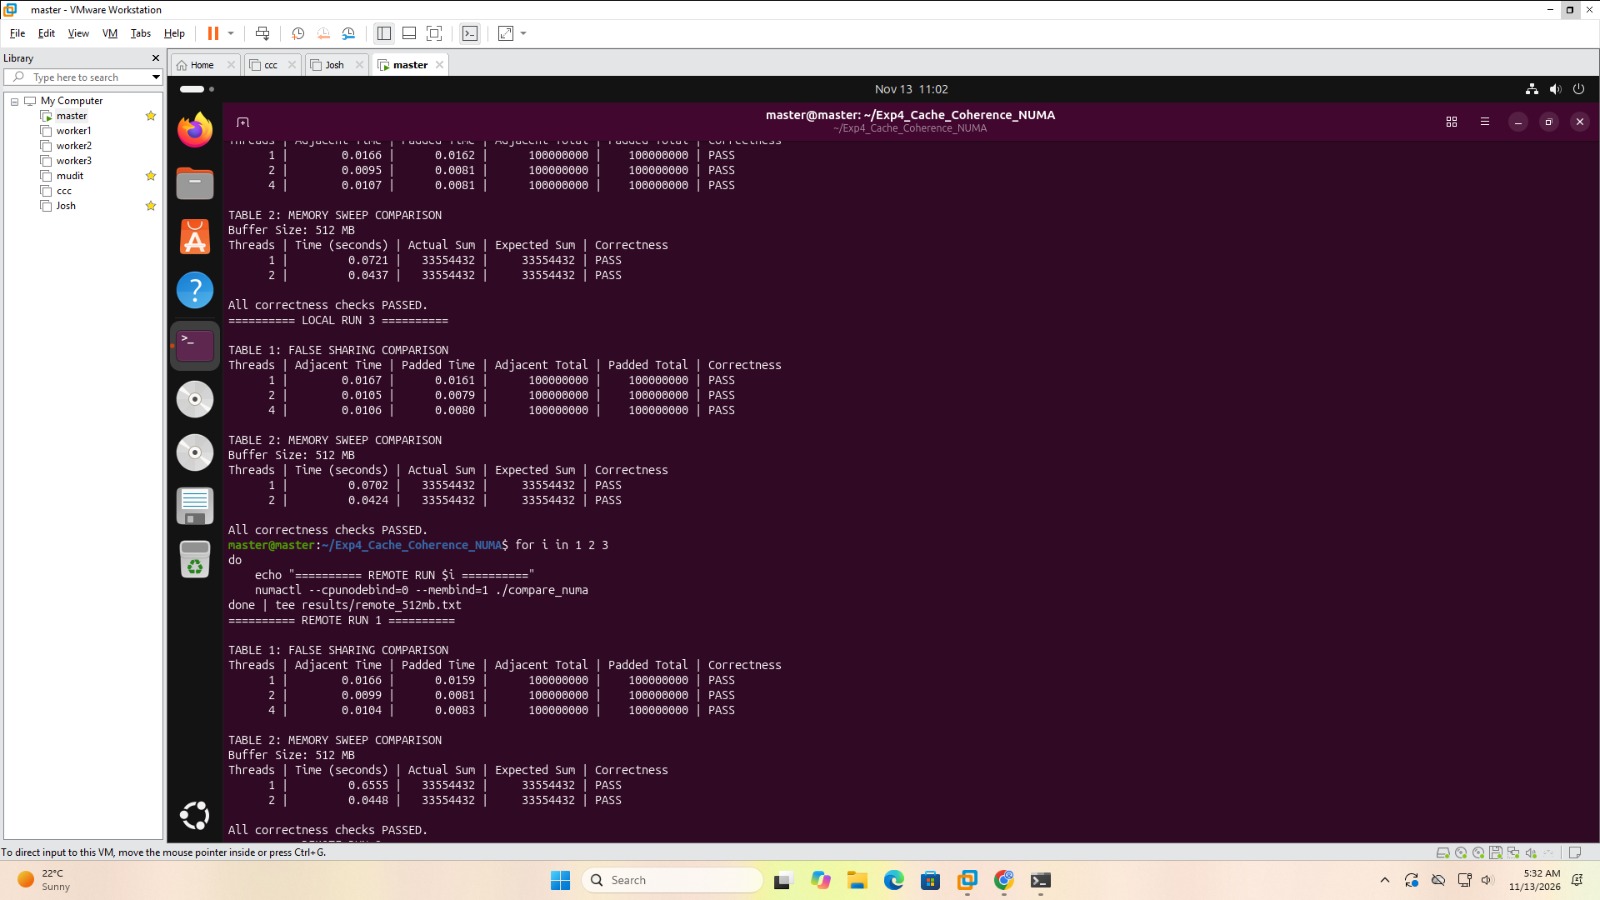 master - VMware Workstation
File Edit View VM Tabs Help
Library
Type here to search
My Computer
master
worker1
worker2
worker3
mudit
ccc
Josh
Home ccc Josh master
Nov 13 11:02
master@master: ~/Exp4_Cache_Coherence_NUMA
~/Exp4_Cache_Coherence_NUMA
Threads | Adjacent Time | Padded Time | Adjacent Total | Padded Total | Correctness
1 | 0.0166 | 0.0162 | 100000000 | 100000000 | PASS
2 | 0.0095 | 0.0081 | 100000000 | 100000000 | PASS
4 | 0.0107 | 0.0081 | 100000000 | 100000000 | PASS
TABLE 2: MEMORY SWEEP COMPARISON
Buffer Size: 512 MB
Threads | Time (seconds) | Actual Sum | Expected Sum | Correctness
1 | 0.0721 | 33554432 | 33554432 | PASS
2 | 0.0437 | 33554432 | 33554432 | PASS
All correctness checks PASSED.
========== LOCAL RUN 3 ==========
TABLE 1: FALSE SHARING COMPARISON
Threads | Adjacent Time | Padded Time | Adjacent Total | Padded Total | Correctness
1 | 0.0167 | 0.0161 | 100000000 | 100000000 | PASS
2 | 0.0105 | 0.0079 | 100000000 | 100000000 | PASS
4 | 0.0106 | 0.0080 | 100000000 | 100000000 | PASS
TABLE 2: MEMORY SWEEP COMPARISON
Buffer Size: 512 MB
Threads | Time (seconds) | Actual Sum | Expected Sum | Correctness
1 | 0.0702 | 33554432 | 33554432 | PASS
2 | 0.0424 | 33554432 | 33554432 | PASS
All correctness checks PASSED.
master@master:~/Exp4_Cache_Coherence_NUMA$ for i in 1 2 3
do
echo "========== REMOTE RUN $i =========="
numactl --cpunodebind=0 --membind=1 ./compare_numa
done | tee results/remote_512mb.txt
========== REMOTE RUN 1 ==========
TABLE 1: FALSE SHARING COMPARISON
Threads | Adjacent Time | Padded Time | Adjacent Total | Padded Total | Correctness
1 | 0.0166 | 0.0159 | 100000000 | 100000000 | PASS
2 | 0.0099 | 0.0081 | 100000000 | 100000000 | PASS
4 | 0.0104 | 0.0083 | 100000000 | 100000000 | PASS
TABLE 2: MEMORY SWEEP COMPARISON
Buffer Size: 512 MB
Threads | Time (seconds) | Actual Sum | Expected Sum | Correctness
1 | 0.6555 | 33554432 | 33554432 | PASS
2 | 0.0448 | 33554432 | 33554432 | PASS
All correctness checks PASSED.
To direct input to this VM, move the mouse pointer inside or press Ctrl+G.
22°C
Sunny
Search
5:32 AM
11/13/2026